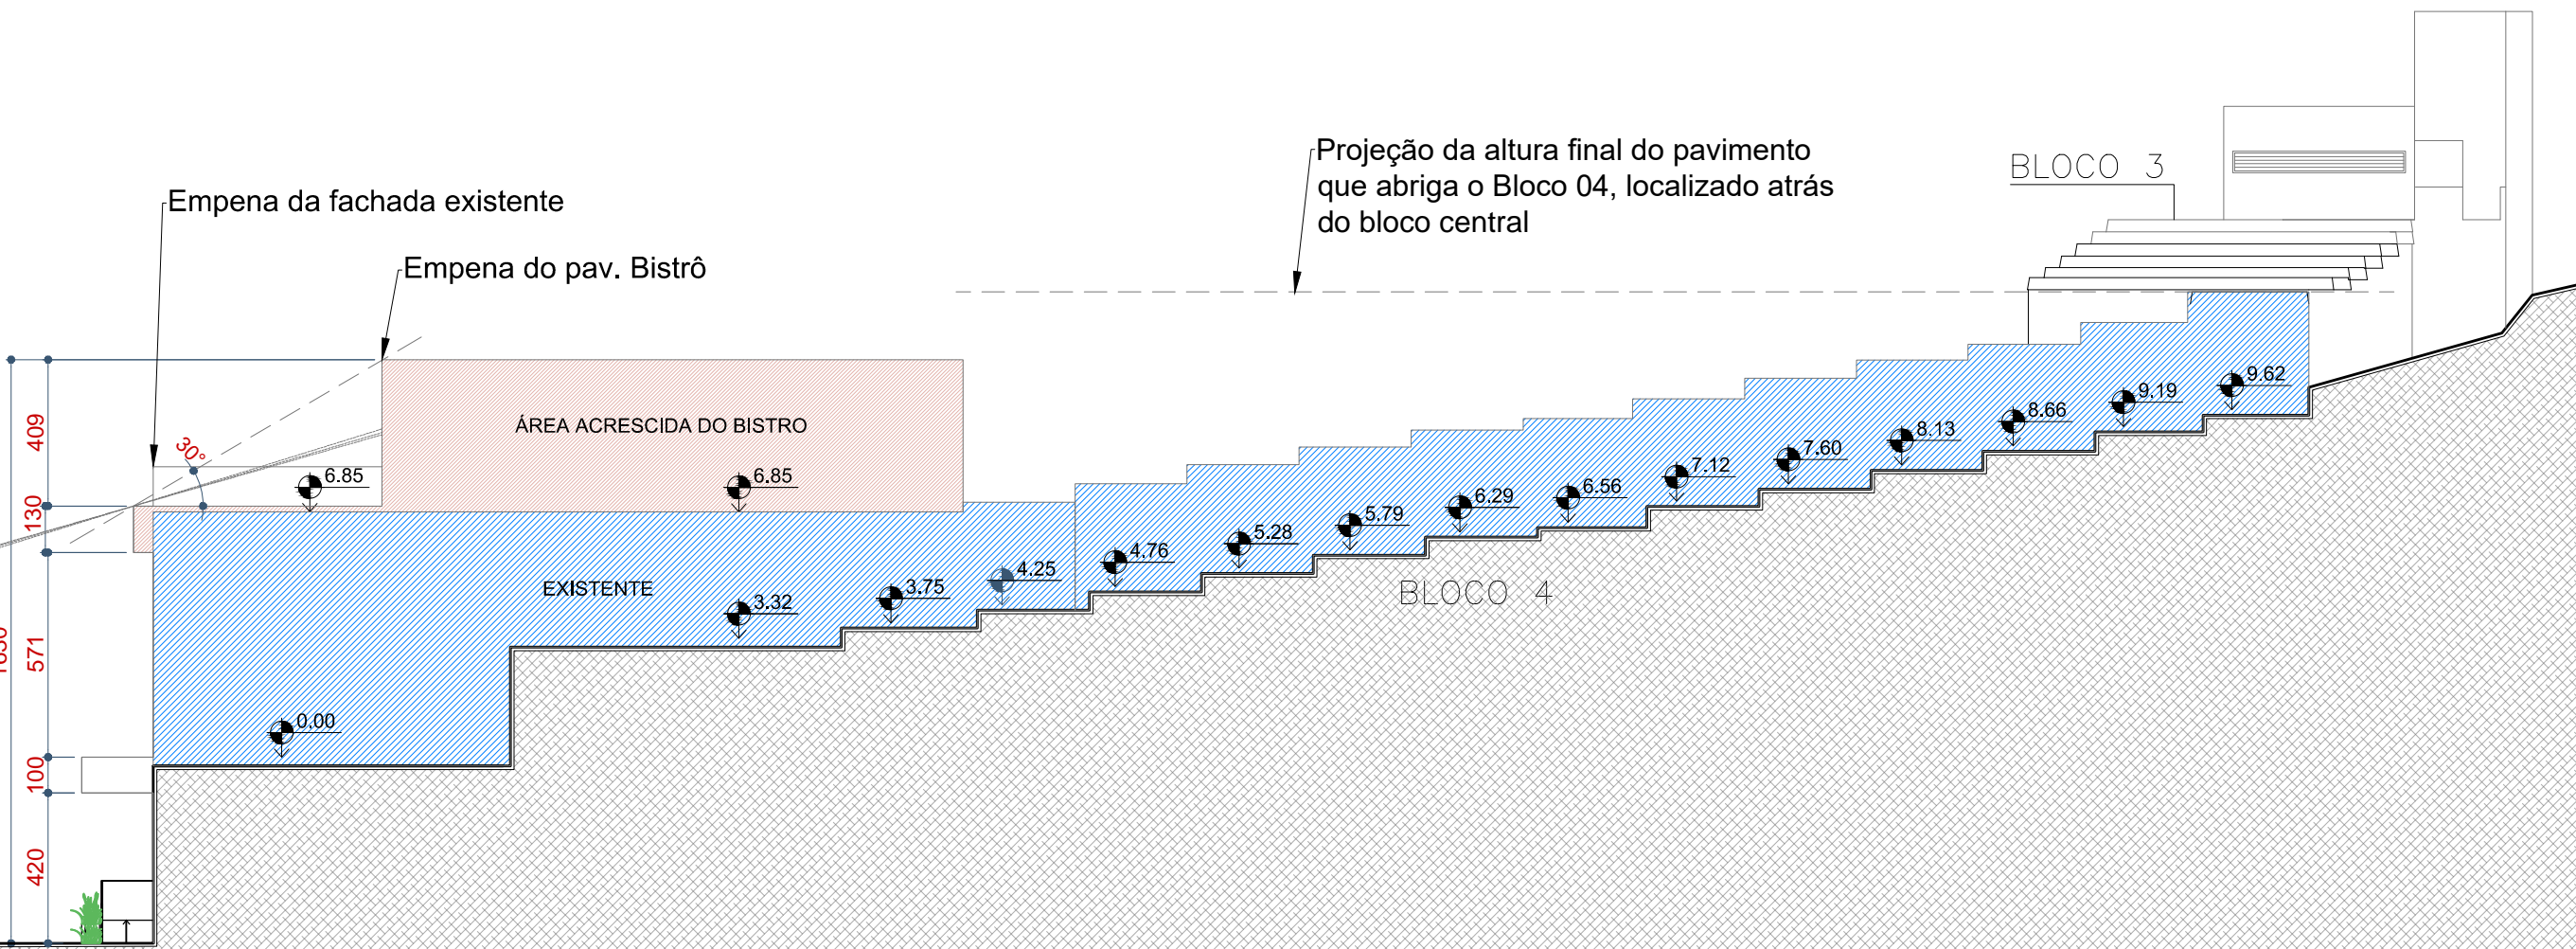 Projeção da altura final do pavimento
que abriga o Bloco 04, localizado atrás
do bloco central
BLOCO 3
Empena da fachada existente
Empena do pav. Bistrô
ÁREA ACRESCIDA DO BISTRO
EXISTENTE
BLOCO 4
30°
409
130
571
100
420
6.85
6.85
0.00
3.32
3.75
4.25
4.76
5.28
5.79
6.29
6.56
7.12
7.60
8.13
8.66
9.19
9.62